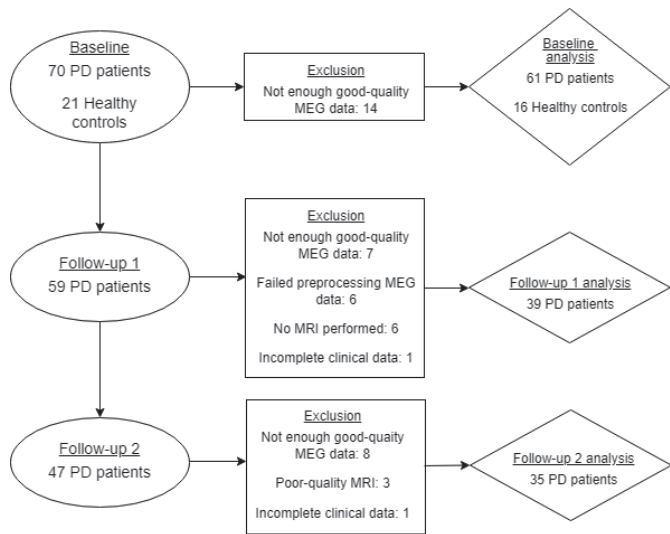 Baseline
70 PD patients
21 Healthy
controls
Exclusion
Not enough good-quality
MEG data: 14
Baseline
analysis
61 PD patients
16 Healthy controls
Follow-up 1
59 PD patients
Exclusion
Not enough good-quality
MEG data: 7
Failed preprocessing MEG
data: 6
No MRI performed: 6
Incomplete clinical data: 1
Follow-up 1 analysis
39 PD patients
Follow-up 2
47 PD patients
Exclusion
Not enough good-quaity
MEG data: 8
Poor-quality MRI: 3
Incomplete clinical data: 1
Follow-up 2 analysis
35 PD patients